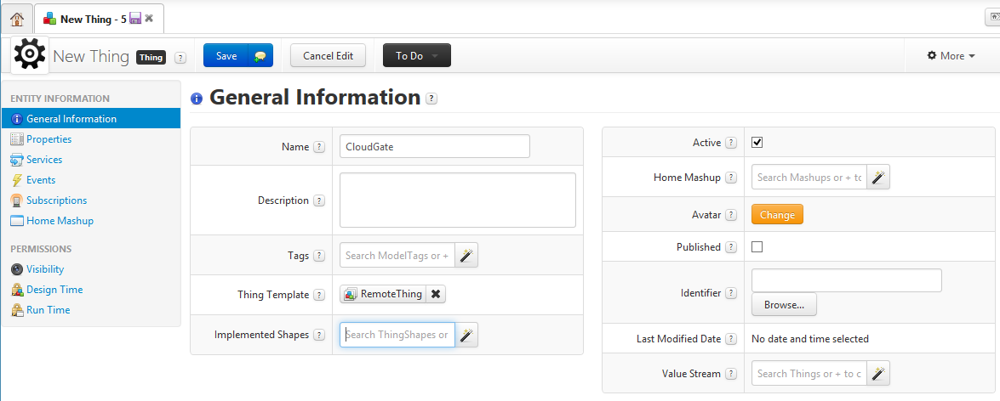 New Thing - 5
New Thing Thing ? Save Cancel Edit To Do More
ENTITY INFORMATION
General Information
Properties
Services
Events
Subscriptions
Home Mashup
PERMISSIONS
Visibility
Design Time
Run Time
General Information ?
Name ? CloudGate
Description ?
Tags ? Search ModelTags or +
Thing Template ? RemoteThing
Implemented Shapes ? Search ThingShapes or
Active ?
Home Mashup ? Search Mashups or + to
Avatar ? Change
Published ?
Identifier ?
Browse...
Last Modified Date ? No date and time selected
Value Stream ? Search Things or + to c